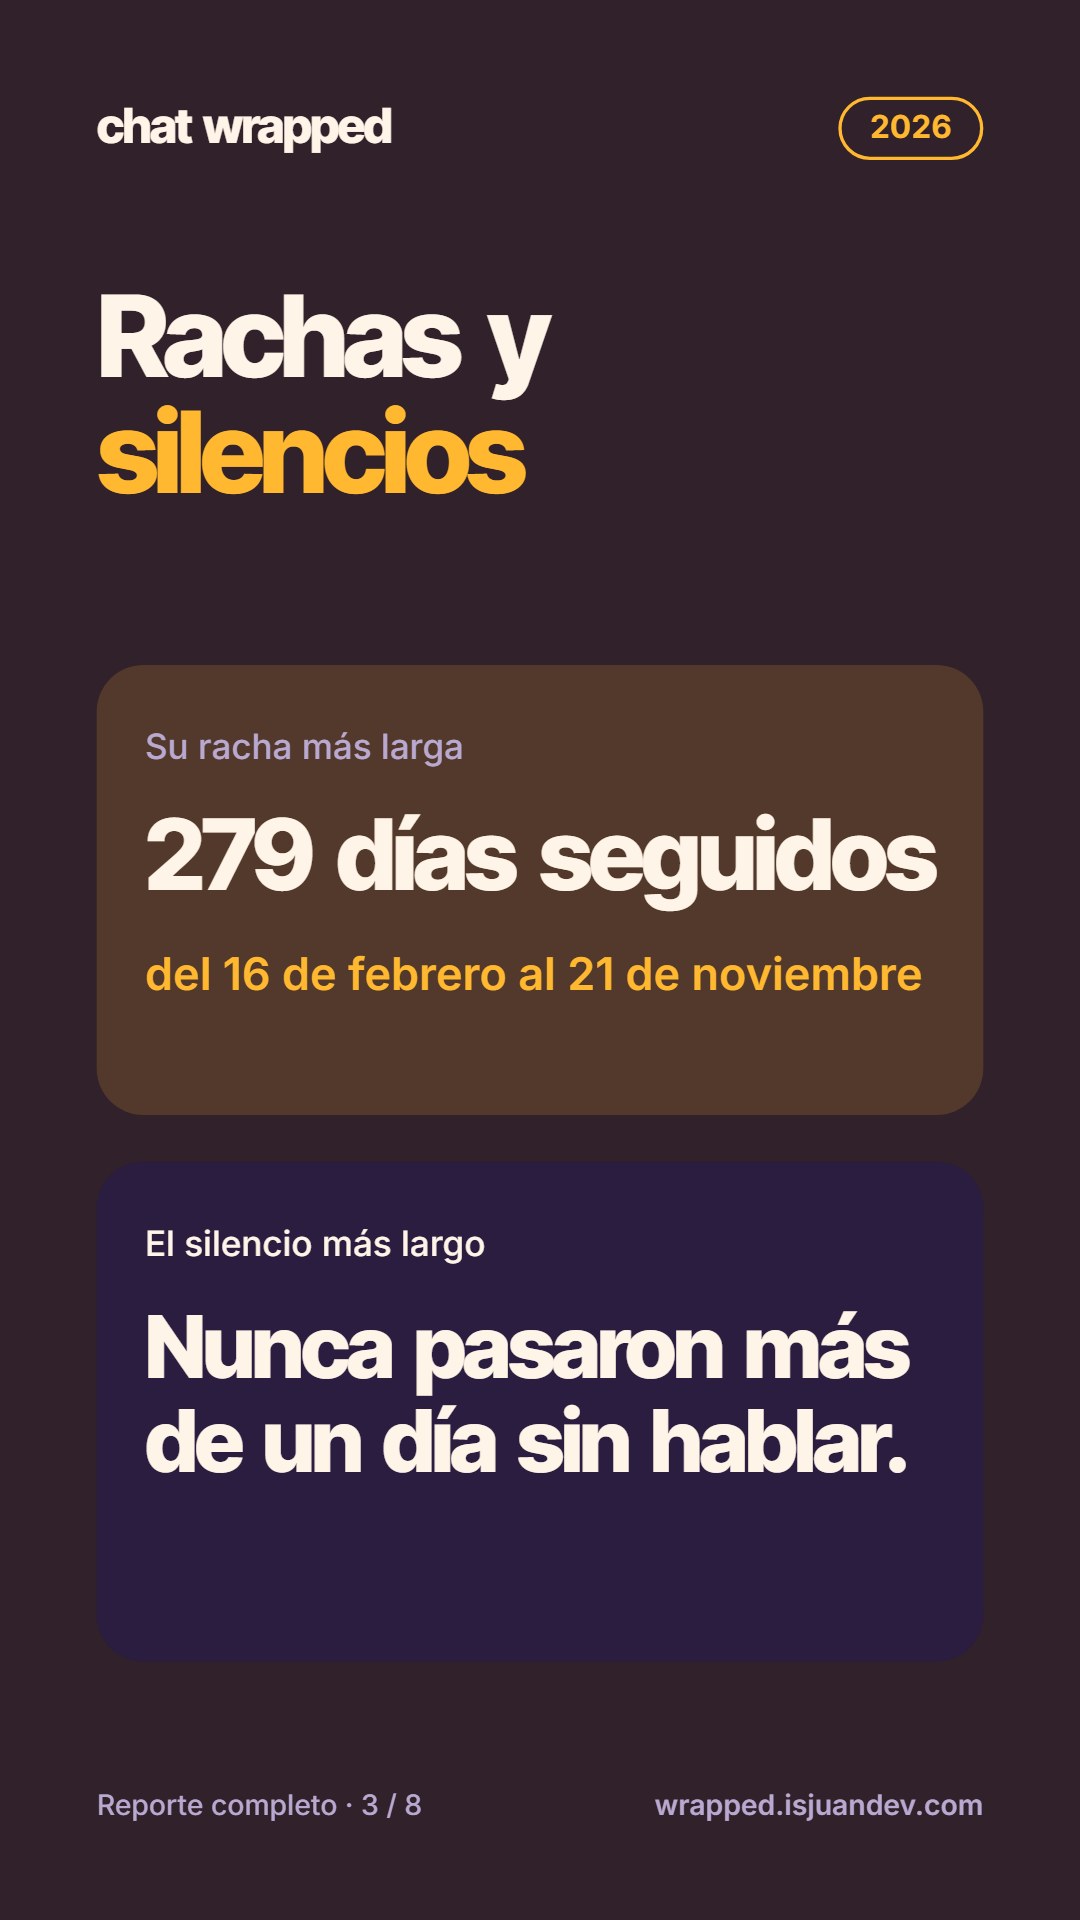 chat wrapped
2026
Rachas y
silencios
Su racha más larga
279 días seguidos
del 16 de febrero al 21 de noviembre
El silencio más largo
Nunca pasaron más
de un día sin hablar.
Reporte completo · 3 / 8
wrapped.isjuandev.com